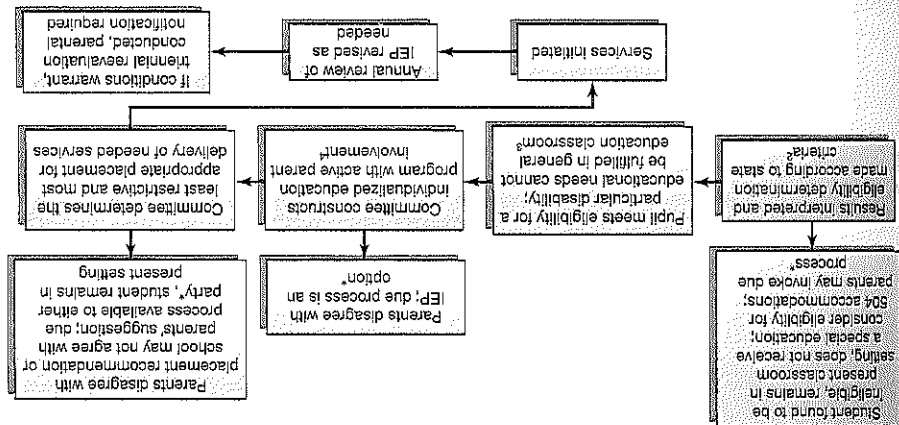 Parents disagree with
placement recommendation or
school may not agree with
parents' suggestion; due
process available to either
party*, student remains in
present setting
Parents disagree with
IEP; due process is an
option*
Student found to be
ineligible, remains in
present classroom
setting, does not receive
a special education;
consider eligibility for
504 accommodations;
parents may invoke due
process*
Committee determines the
least restrictive and most
appropriate placement for
delivery of needed services
Committee constructs
individualized education
program with active parent
involvement⁴
Pupil meets eligibility for a
particular disability;
educational needs cannot
be fulfilled in general
education classroom³
Results interpreted and
eligibility determination
made according to state
criteria²
If conditions warrant,
triennial reevaluation
conducted, parental
notification required
Annual review of
IEP revised as
needed
Services initiated